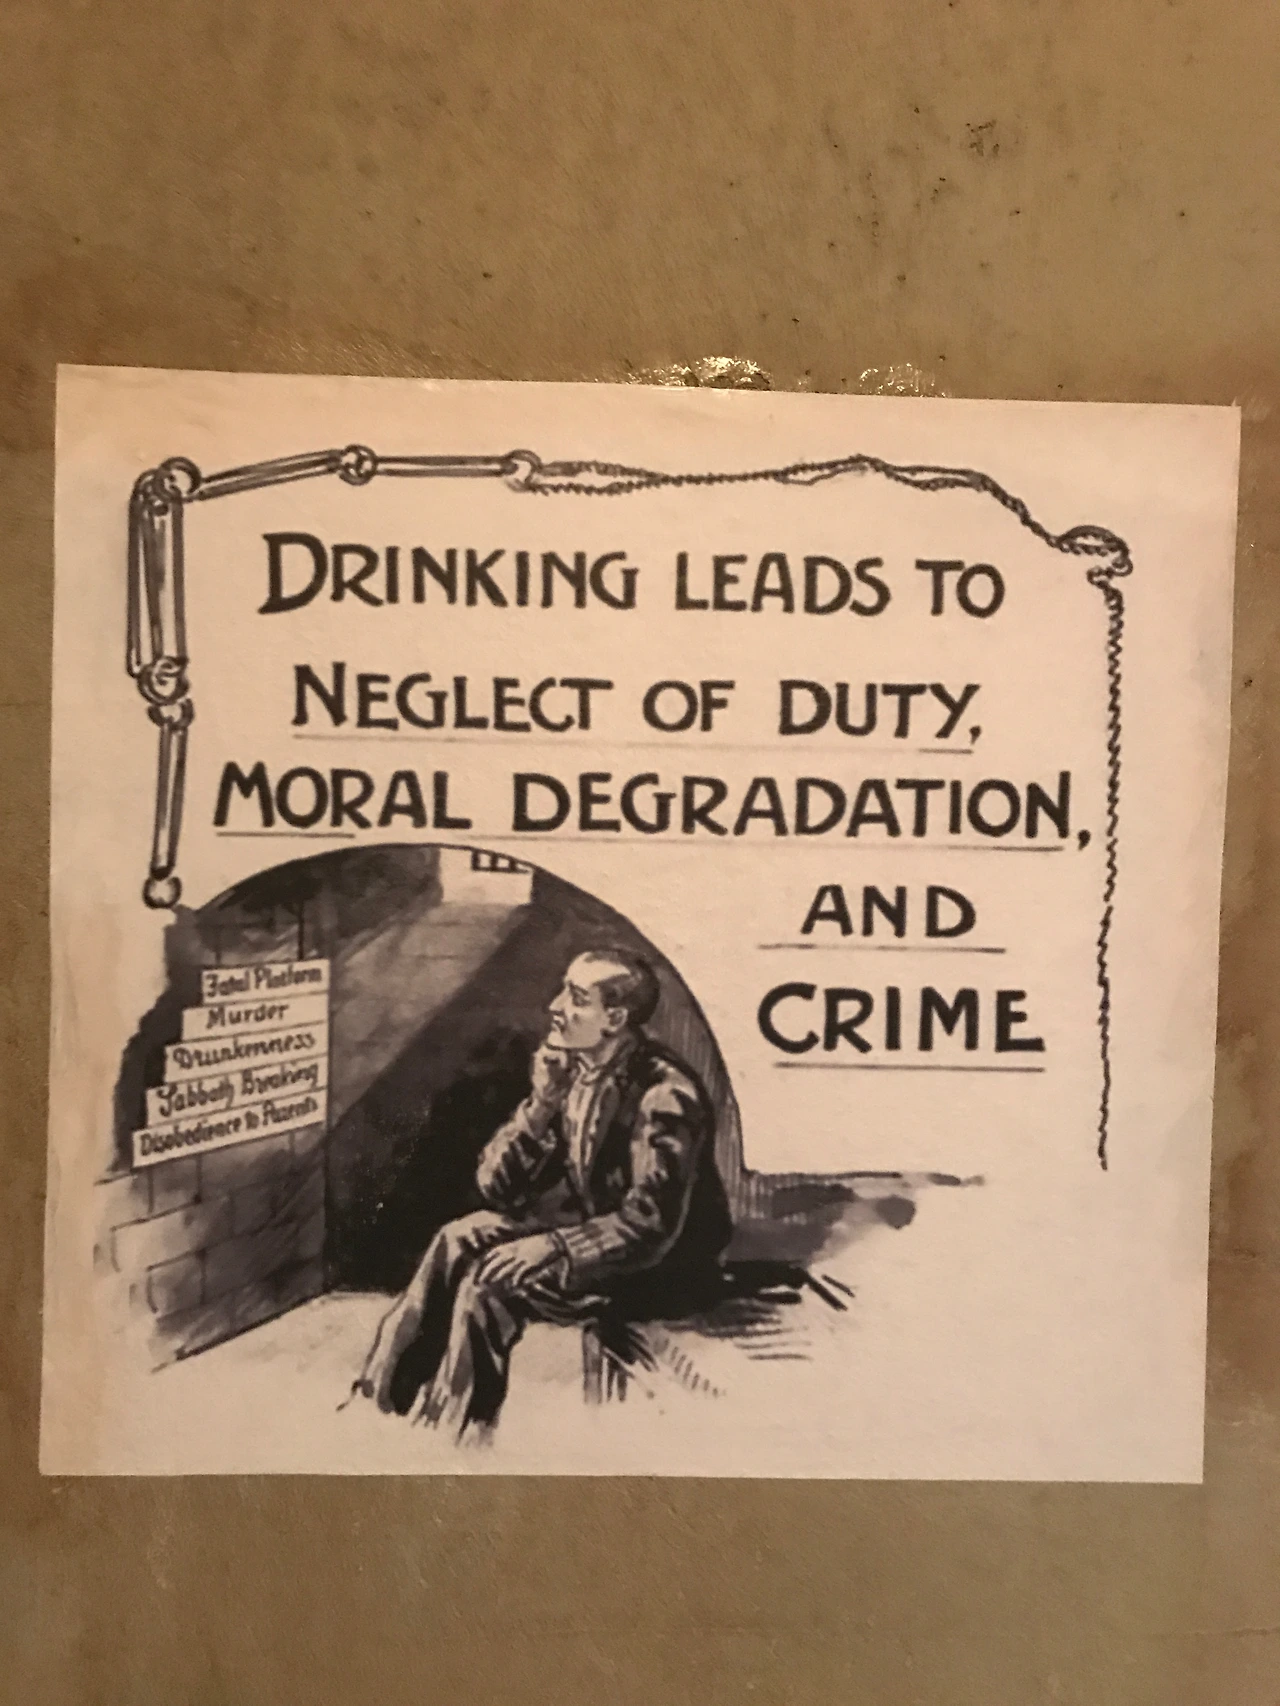 DRINKING LEADS TO
NEGLECT OF DUTY,
MORAL DEGRADATION,
AND
CRIME
Fatal Platform
Murder
Drunkenness
Sabbath Breaking
Disobedience to Parents